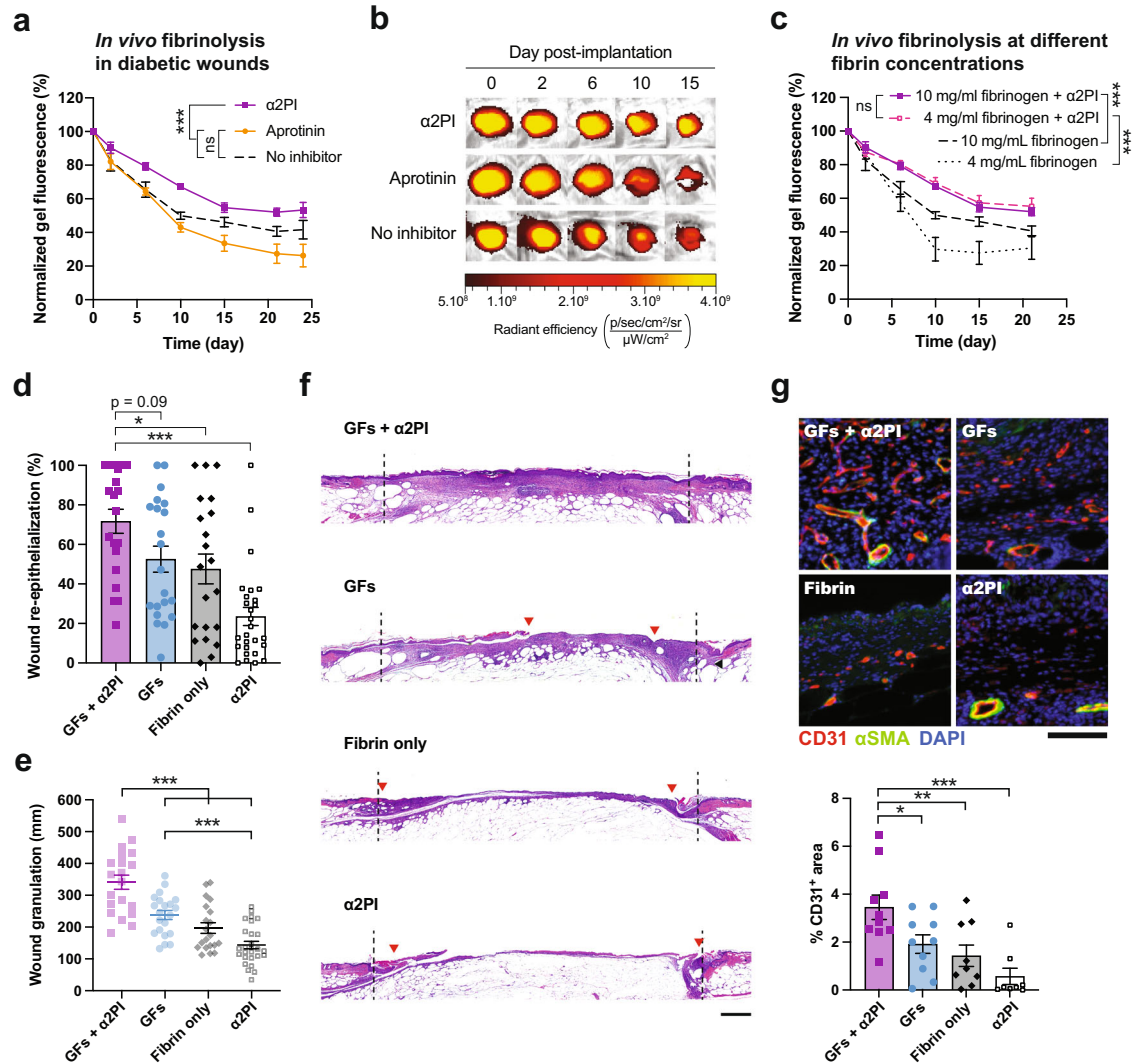 a
In vivo fibrinolysis
in diabetic wounds
Normalized gel fluorescence (%)
120
100
80
60
40
20
0
0 5 10 15 20 25
Time (day)
***
ns
α2PI
Aprotinin
No inhibitor
b
Day post-implantation
0 2 6 10 15
α2PI
Aprotinin
No inhibitor
5.10⁸ 1.10⁹ 2.10⁹ 3.10⁹ 4.10⁹
Radiant efficiency (p/sec/cm²/sr
µW/cm²)
c
In vivo fibrinolysis at different
fibrin concentrations
Normalized gel fluorescence (%)
120
100
80
60
40
20
0
0 5 10 15 20 25
Time (day)
ns
10 mg/ml fibrinogen + α2PI
4 mg/ml fibrinogen + α2PI
10 mg/mL fibrinogen
4 mg/mL fibrinogen
***
***
d
p = 0.09
*
***
Wound re-epithelialization (%)
100
80
60
40
20
0
GFs + α2PI
GFs
Fibrin only
α2PI
e
***
***
Wound granulation (mm)
600
500
400
300
200
100
00
GFs + α2PI
GFs
Fibrin only
α2PI
f
GFs + α2PI
GFs
Fibrin only
α2PI
g
GFs + α2PI
GFs
Fibrin
α2PI
CD31 αSMA DAPI
***
**
*
% CD31⁺ area
8
6
4
2
0
GFs + α2PI
GFs
Fibrin only
α2PI